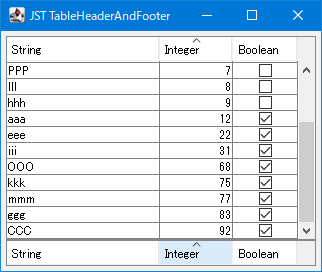 JST TableHeaderAndFooter
String Integer Boolean
PPP 7
lll 8
hhh 9
aaa 12
eee 22
iii 31
OOO 68
kkk 75
mmm 77
ggg 83
CCC 92
String Integer Boolean